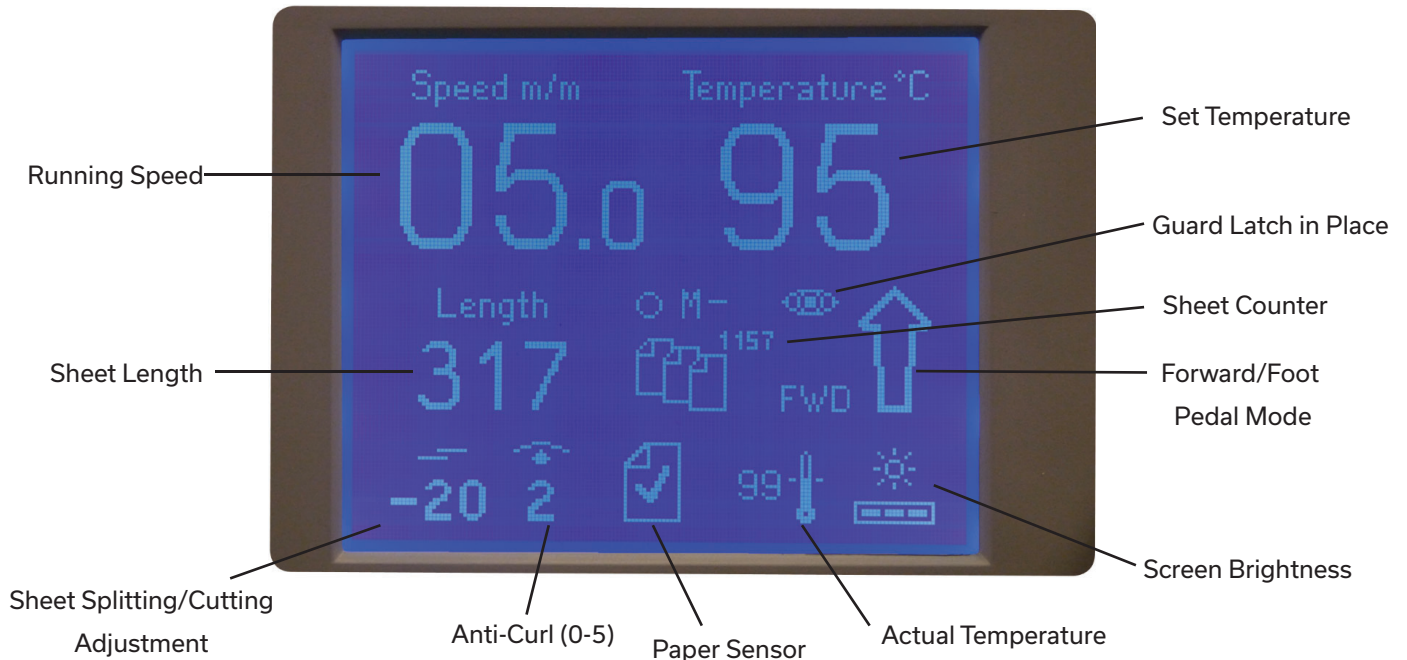 Speed m/m
Temperature °C
Set Temperature
Running Speed
05.0
95
Guard Latch in Place
Length
M-
Sheet Counter
1157
Sheet Length
317
FWD
Forward/Foot
Pedal Mode
-20
2
99
Screen Brightness
Sheet Splitting/Cutting
Adjustment
Anti-Curl (0-5)
Paper Sensor
Actual Temperature